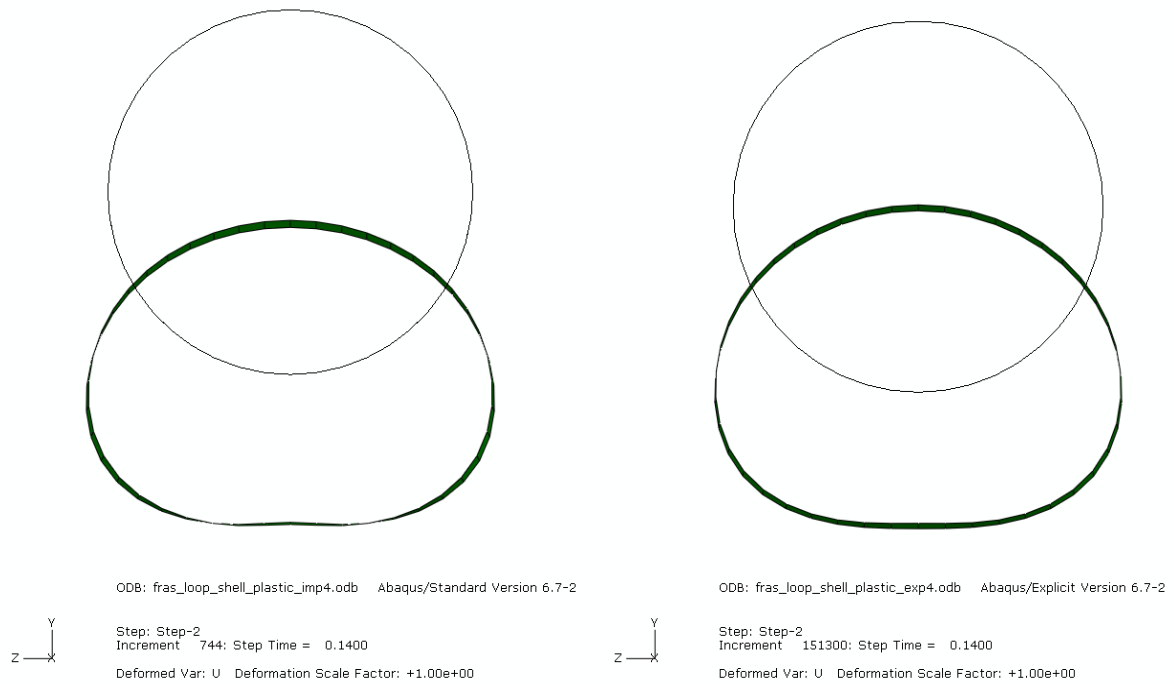 ODB: fras_loop_shell_plastic_imp4.odb Abaqus/Standard Version 6.7-2
Y
Z
X
Step: Step-2
Increment 744: Step Time = 0.1400
Deformed Var: U Deformation Scale Factor: +1.00e+00
ODB: fras_loop_shell_plastic_exp4.odb Abaqus/Explicit Version 6.7-2
Y
Z
X
Step: Step-2
Increment 151300: Step Time = 0.1400
Deformed Var: U Deformation Scale Factor: +1.00e+00